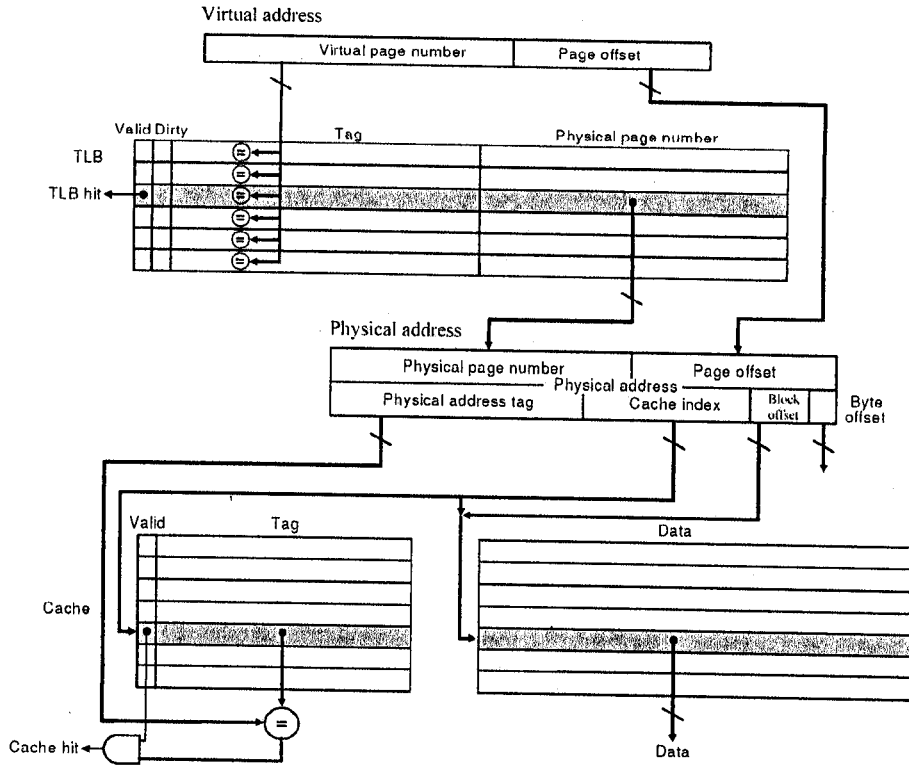 Virtual address
Virtual page number Page offset
Valid Dirty Tag Physical page number
TLB
=
=
TLB hit =
=
=
=
Physical address
Physical page number Page offset
Physical address
Physical address tag Cache index Block offset Byte offset
Valid Tag Data
Cache
=
Cache hit
Data